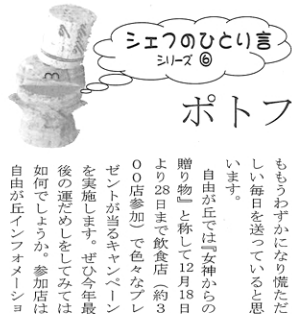 シェフのひとり言
シリーズ⑥
ポトフ
ももうわずかになり慌ただ
しい毎日を送っていると思
います。
自由が丘では『女神からの
贈り物』と称して12月18日
より28日まで飲食店(約3
00店参加)で色々なプレ
ゼントが当るキャンペーン
を実施します。ぜひ今年最
後の運だめしをしてみては
如何でしょうか。参加店は
自由が丘インフォメーショ